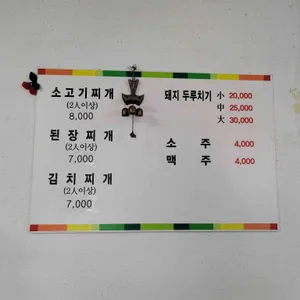 소고기찌개
(2人이상)
8,000
된장찌개
(2人이상)
7,000
김치찌개
(2人이상)
7,000
돼지 두루치기 小 20,000
中 25,000
大 30,000
소주 4,000
맥주 4,000